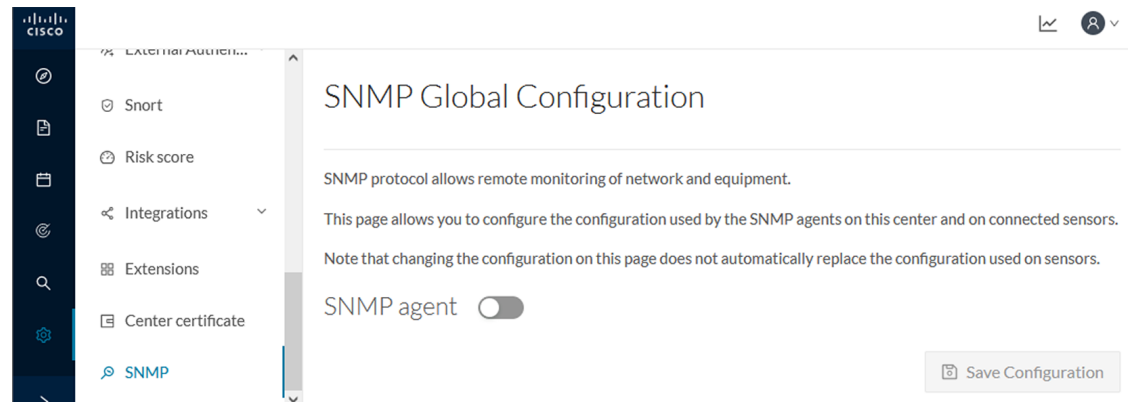 CISCO
External Authen...
Snort
Risk score
Integrations
Extensions
Center certificate
SNMP
SNMP Global Configuration
SNMP protocol allows remote monitoring of network and equipment.
This page allows you to configure the configuration used by the SNMP agents on this center and on connected sensors.
Note that changing the configuration on this page does not automatically replace the configuration used on sensors.
SNMP agent
Save Configuration